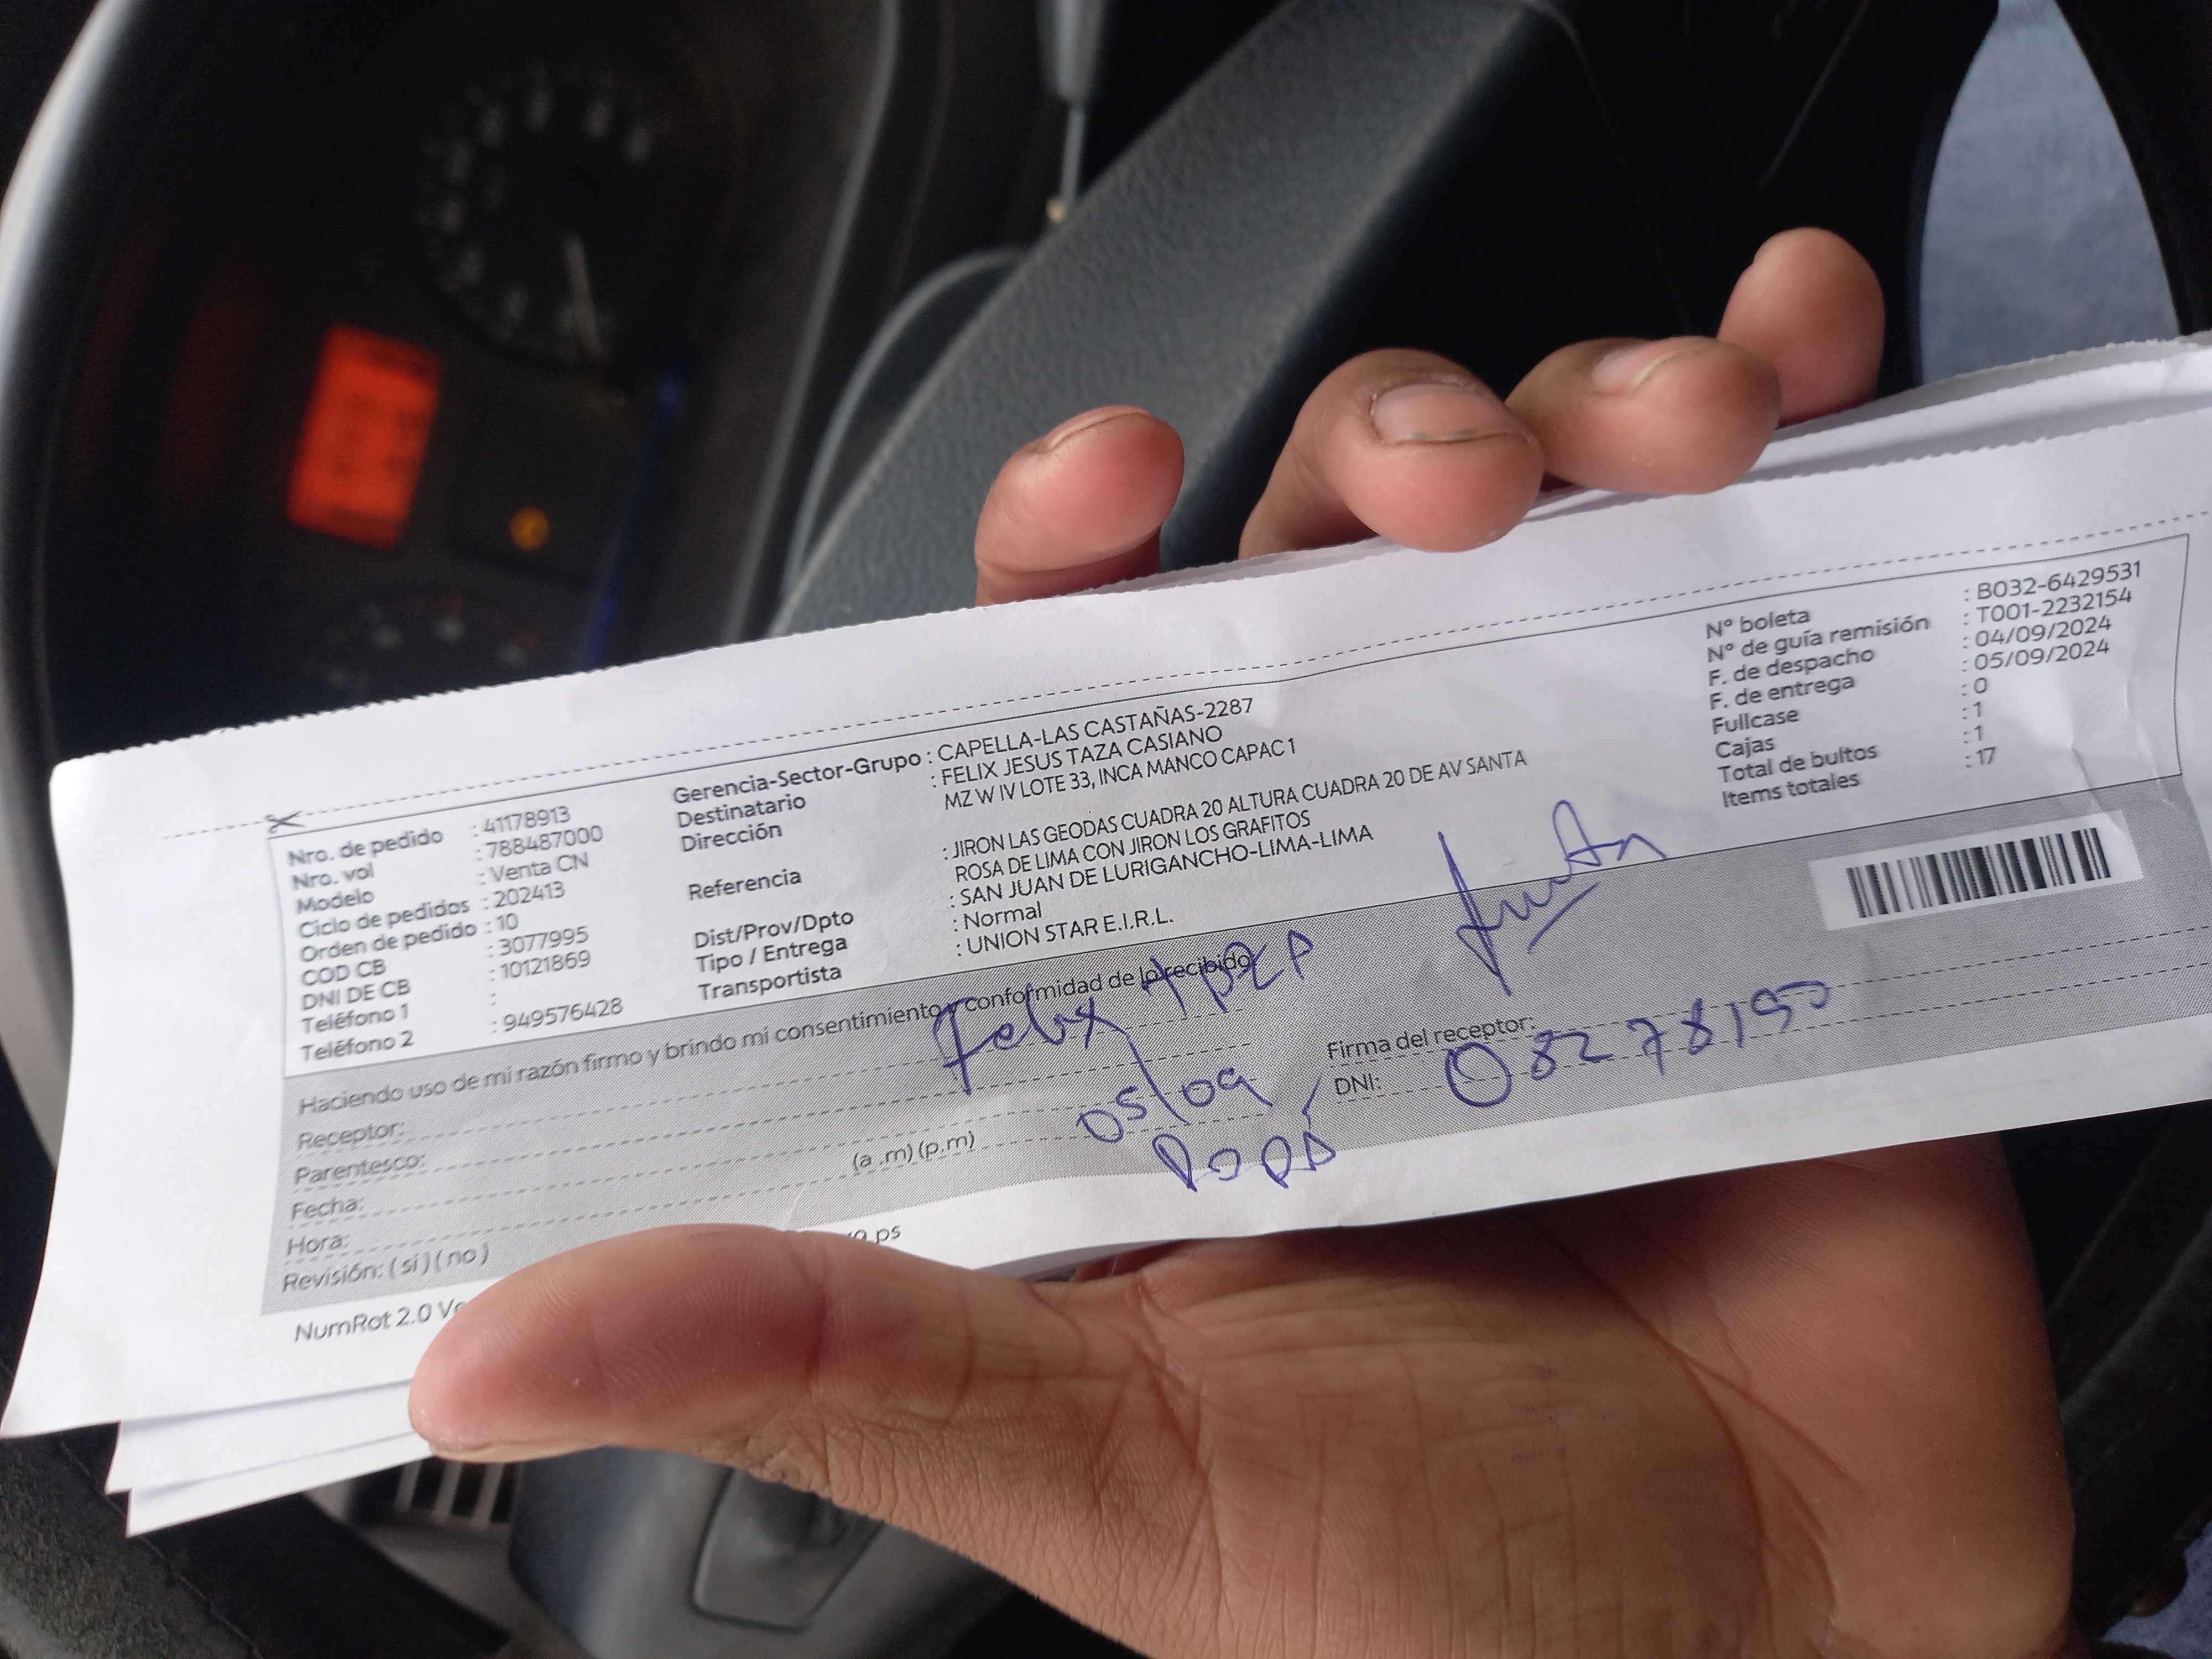 Nro. de pedido : 41178913
Nro. vol : 788487000
Modelo : Venta CN
Ciclo de pedidos : 202413
Orden de pedido : 10
COD CB : 3077995
DNI DE CB : 10121869
Teléfono 1 :
Teléfono 2 : 949576428
Gerencia-Sector-Grupo : CAPELLA-LAS CASTAÑAS-2287
Destinatario : FELIX JESUS TAZA CASIANO
Dirección MZ W IV LOTE 33, INCA MANCO CAPAC 1
Referencia : JIRON LAS GEODAS CUADRA 20 ALTURA CUADRA 20 DE AV SANTA
ROSA DE LIMA CON JIRON LOS GRAFITOS
Dist/Prov/Dpto : SAN JUAN DE LURIGANCHO-LIMA-LIMA
Tipo / Entrega : Normal
Transportista : UNION STAR E.I.R.L.
N° boleta : B032-6429531
N° de guía remisión : T001-2232154
F. de despacho : 04/09/2024
F. de entrega : 05/09/2024
Fullcase : 0
Cajas : 1
Total de bultos : 1
Items totales : 17
Haciendo uso de mi razón firmo y brindo mi consentimiento y conformidad de lo recibido
Receptor: Felix
Parentesco:
Fecha: 05/09
Hora: (a .m) (p.m)
Revisión: ( sí ) ( no )
PAPÁ
Firma del receptor:
DNI: 08278190
NumRot 2.0
ps